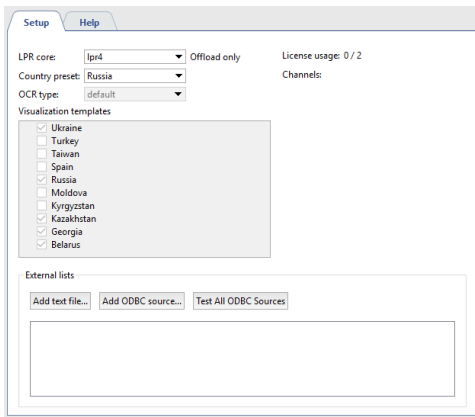 Setup Help
LPR core: lpr4 Offload only License usage: 0 / 2
Country preset: Russia Channels:
OCR type: default
Visualization templates
Ukraine
Turkey
Taiwan
Spain
Russia
Moldova
Kyrgyzstan
Kazakhstan
Georgia
Belarus
External lists
Add text file... Add ODBC source... Test All ODBC Sources